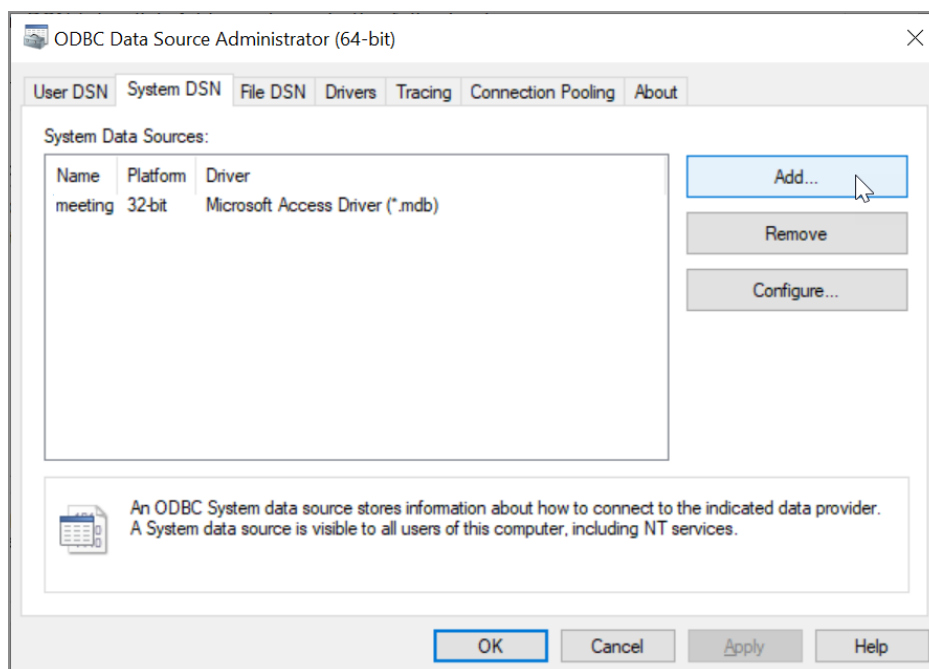 ODBC Data Source Administrator (64-bit)
User DSN System DSN File DSN Drivers Tracing Connection Pooling About
System Data Sources:
Name Platform Driver
meeting 32-bit Microsoft Access Driver (*.mdb)
Add...
Remove
Configure...
An ODBC System data source stores information about how to connect to the indicated data provider.
A System data source is visible to all users of this computer, including NT services.
OK Cancel Apply Help